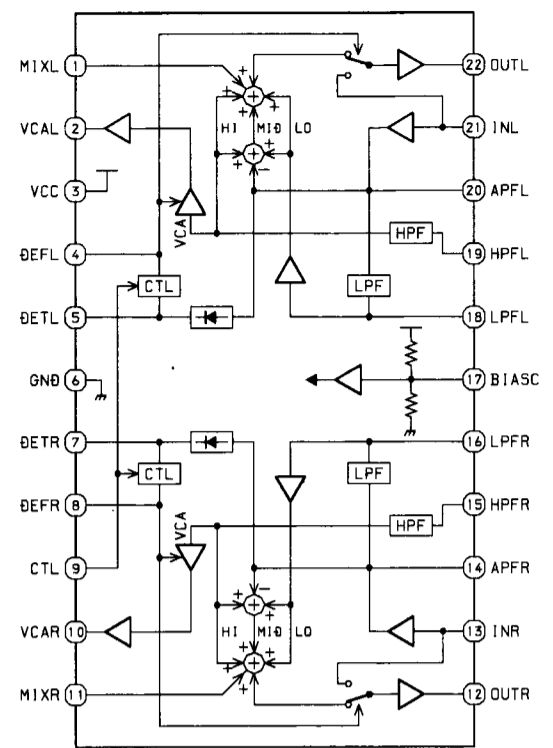 MIXL 1
22 OUTL
+ + + + +
VCAL 2
HI MID LO
21 INL
+ + + −
VCC 3
20 APFL
VCA
DEFL 4
HPF
19 HPFL
CTL
LPF
DETL 5
18 LPFL
GND 6
17 BIASC
DETR 7
16 LPFR
CTL
LPF
DEFR 8
15 HPFR
VCA
HPF
CTL 9
14 APFR
+ + + −
VCAR 10
HI MID LO
13 INR
+ + + + +
MIXR 11
12 OUTR